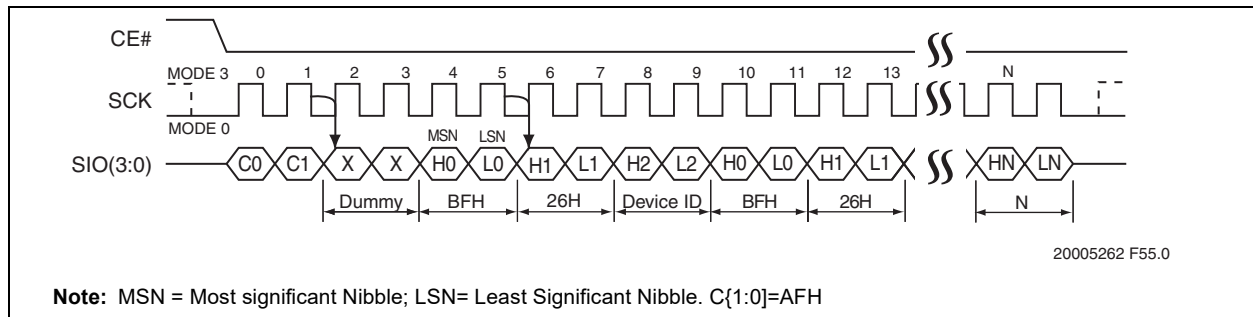 CE#
MODE 3 0 1 2 3 4 5 6 7 8 9 10 11 12 13 N
SCK
MODE 0
MSN LSN
SIO(3:0) C0 C1 X X H0 L0 H1 L1 H2 L2 H0 L0 H1 L1 HN LN
Dummy BFH 26H Device ID BFH 26H N
20005262 F55.0
Note: MSN = Most significant Nibble; LSN= Least Significant Nibble. C{1:0]=AFH